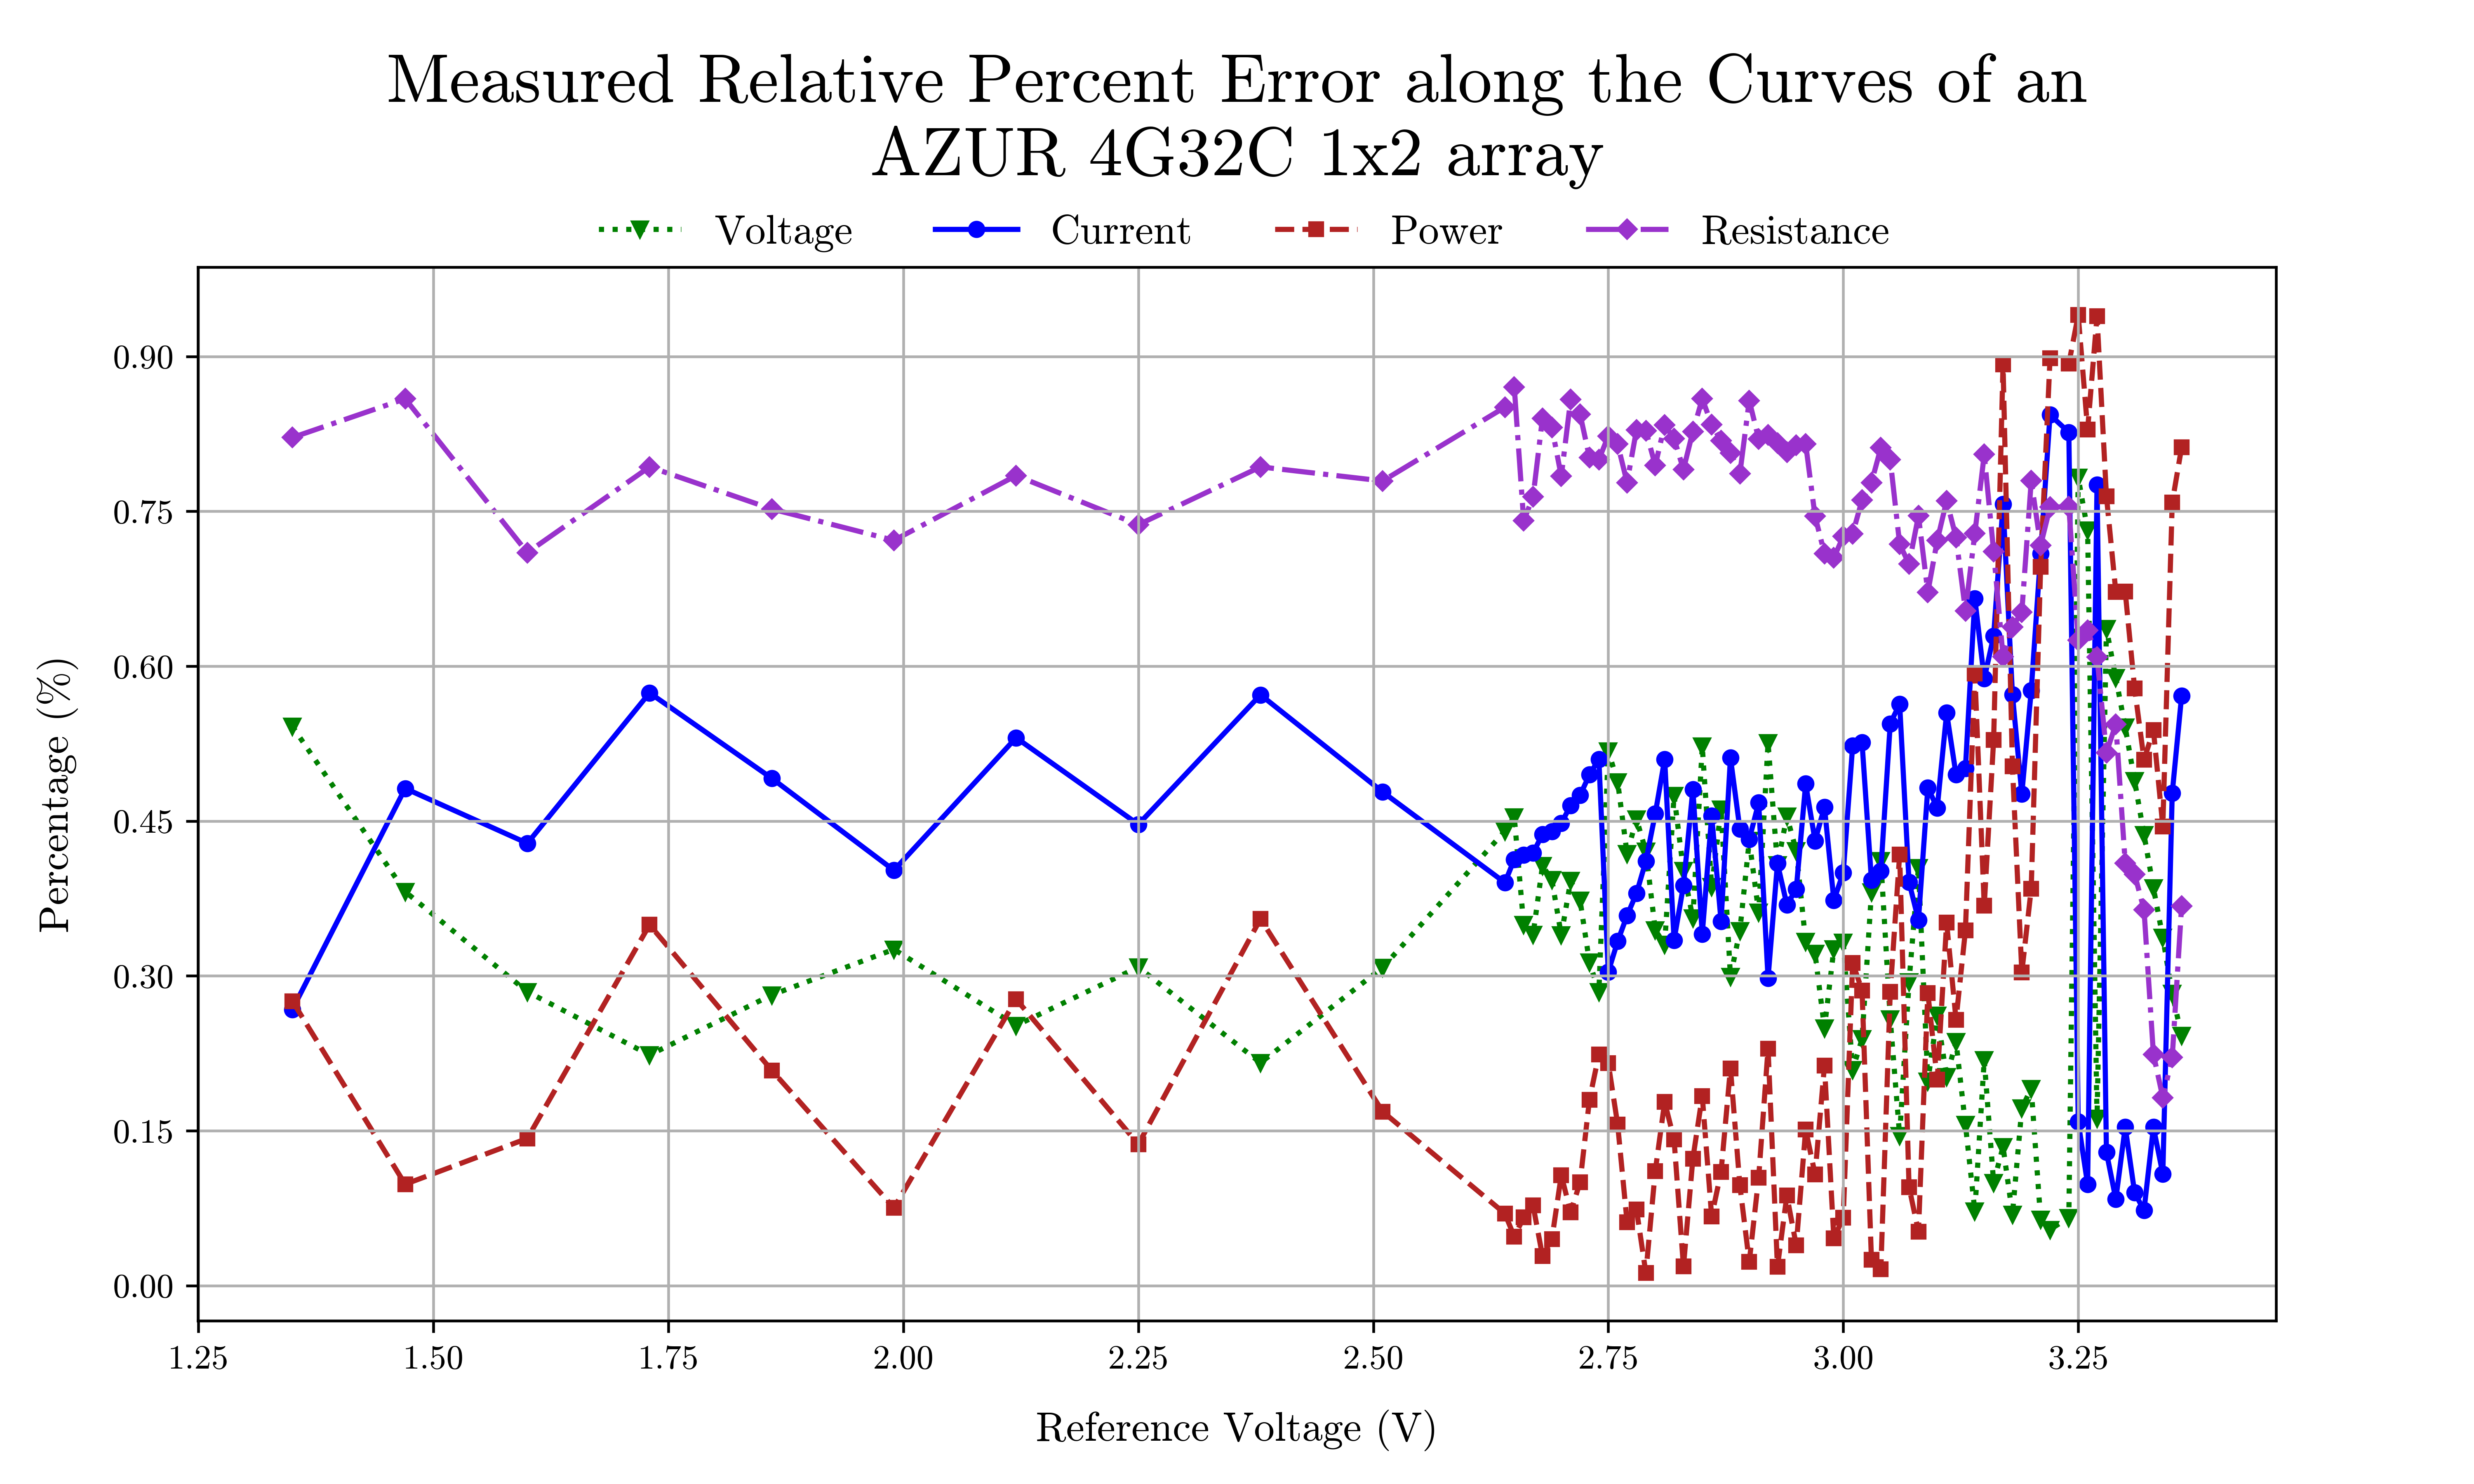 Measured Relative Percent Error along the Curves of an
AZUR 4G32C 1x2 array
Voltage Current Power Resistance
0.90
0.75
0.60
0.45
0.30
0.15
0.00
Percentage (%)
1.25 1.50 1.75 2.00 2.25 2.50 2.75 3.00 3.25
Reference Voltage (V)